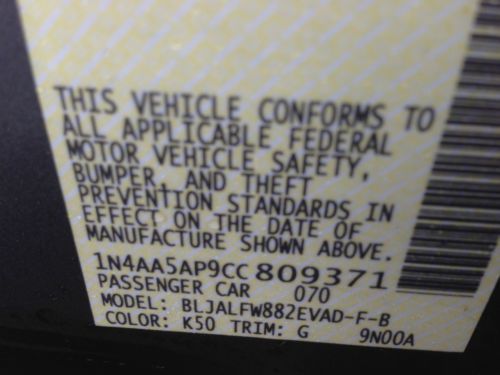 THIS VEHICLE CONFORMS TO
ALL APPLICABLE FEDERAL
MOTOR VEHICLE SAFETY,
BUMPER, AND THEFT
PREVENTION STANDARDS IN
EFFECT ON THE DATE OF
MANUFACTURE SHOWN ABOVE.
1N4AA5AP9CC809371
PASSENGER CAR 070
MODEL: BLJALFW882EVAD-F-B
COLOR: K50 TRIM: G 9N00A